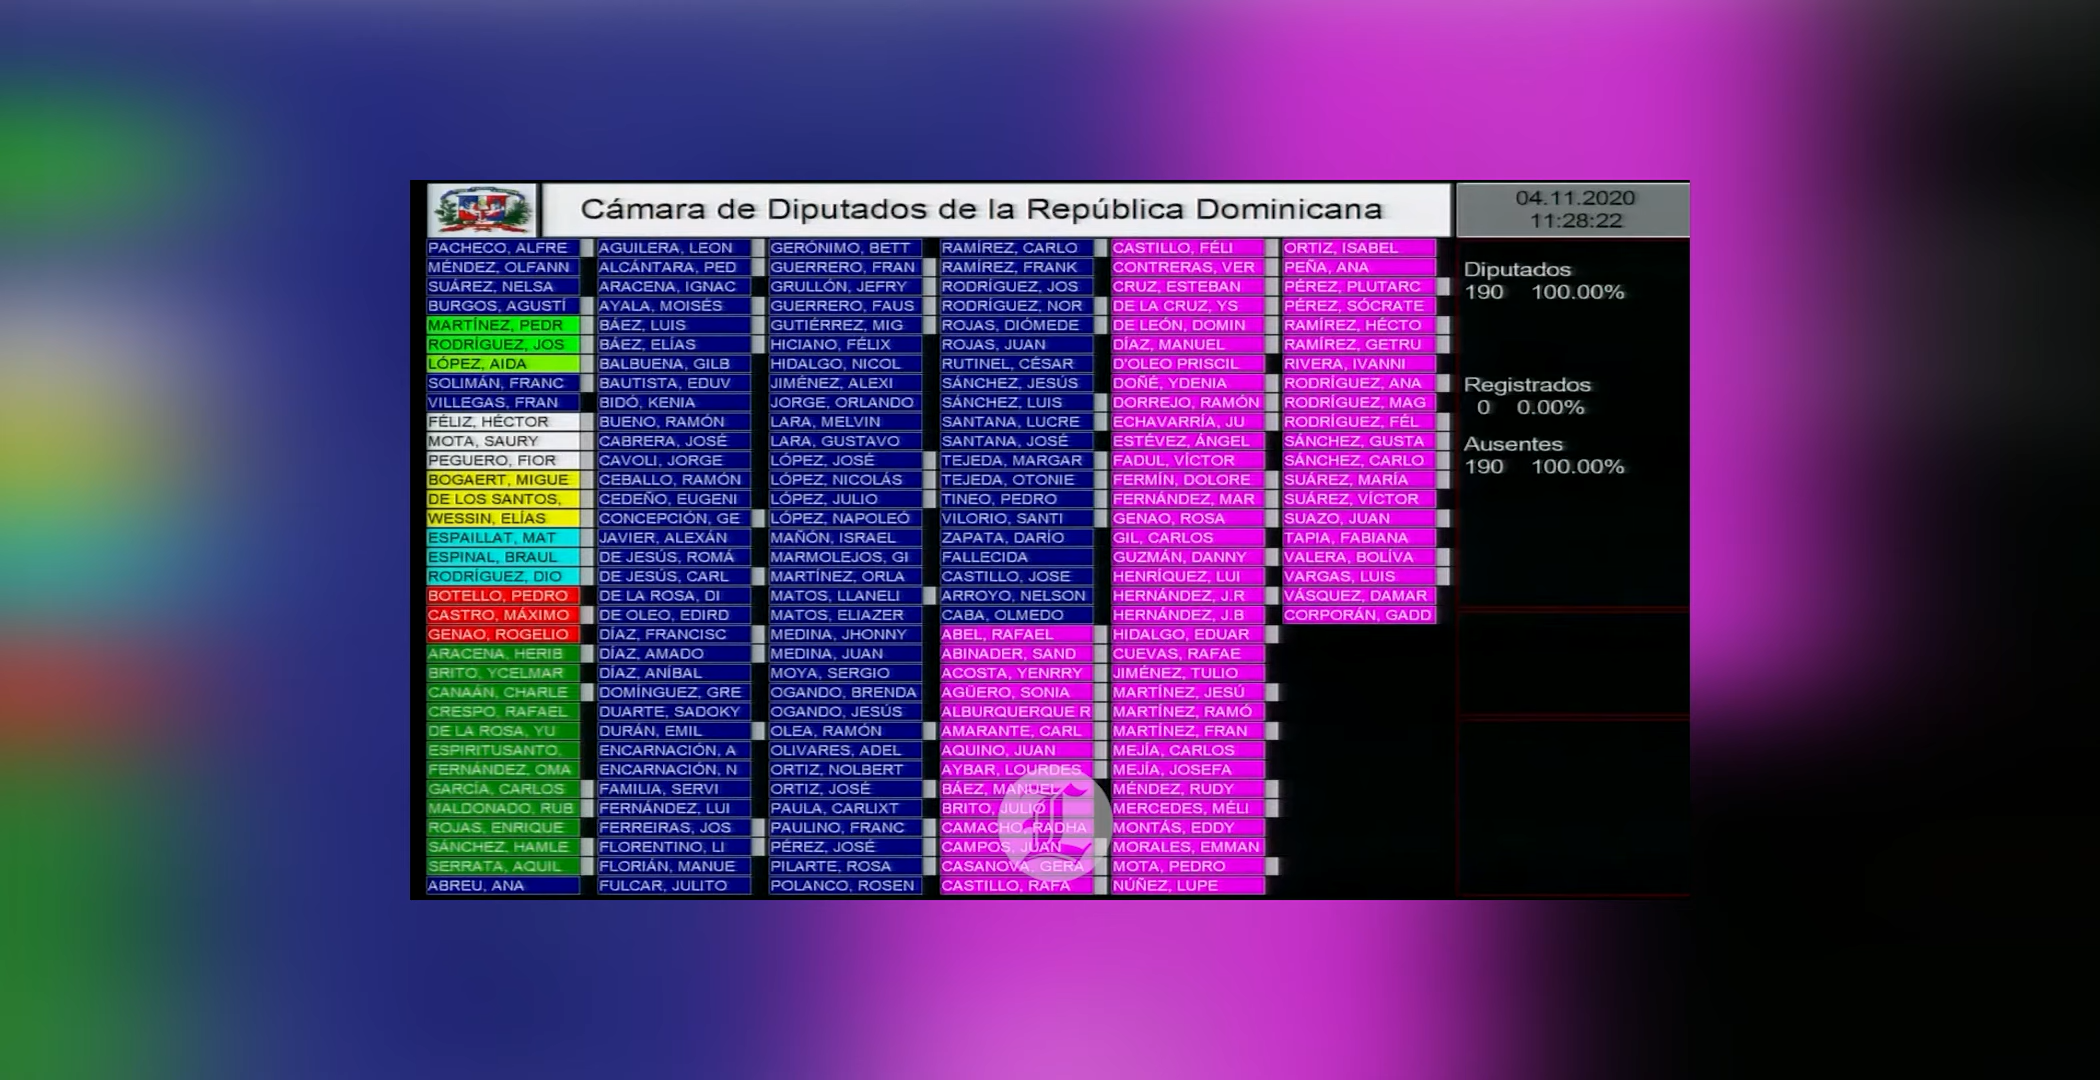 Cámara de Diputados de la República Dominicana
04.11.2020
11:28:22
PACHECO, ALFRE
MÉNDEZ, OLFANN
SUÁREZ, NELSA
BURGOS, AGUSTÍ
MARTÍNEZ, PEDR
RODRÍGUEZ, JOS
LÓPEZ, AIDA
SOLIMÁN, FRANC
VILLEGAS, FRAN
FÉLIZ, HÉCTOR
MOTA, SAURY
PEGUERO, FIOR
BOGAERT, MIGUE
DE LOS SANTOS,
WESSIN, ELÍAS
ESPAILLAT, MAT
ESPINAL, BRAUL
RODRÍGUEZ, DIO
BOTELLO, PEDRO
CASTRO, MÁXIMO
GENAO, ROGELIO
ARACENA, HERIB
BRITO, YCELMAR
CANAÁN, CHARLE
CRESPO, RAFAEL
DE LA ROSA, YU
ESPIRITUSANTO,
FERNÁNDEZ, OMA
GARCÍA, CARLOS
MALDONADO, RUB
ROJAS, ENRIQUE
SÁNCHEZ, HAMLE
SERRATA, AQUIL
ABREU, ANA
AGUILERA, LEON
ALCÁNTARA, PED
ARACENA, IGNAC
AYALA, MOISÉS
BÁEZ, LUIS
BÁEZ, ELÍAS
BALBUENA, GILB
BAUTISTA, EDUV
BIDÓ, KENIA
BUENO, RAMÓN
CABRERA, JOSÉ
CAVOLI, JORGE
CEBALLO, RAMÓN
CEDEÑO, EUGENI
CONCEPCIÓN, GE
JAVIER, ALEXÁN
DE JESÚS, ROMÁ
DE JESÚS, CARL
DE LA ROSA, DI
DE OLEO, EDIRD
DÍAZ, FRANCISC
DÍAZ, AMADO
DÍAZ, ANÍBAL
DOMÍNGUEZ, GRE
DUARTE, SADOKY
DURÁN, EMIL
ENCARNACIÓN, A
ENCARNACIÓN, N
FAMILIA, SERVI
FERNÁNDEZ, LUI
FERREIRAS, JOS
FLORENTINO, LI
FLORIÁN, MANUE
FULCAR, JULITO
GERÓNIMO, BETT
GUERRERO, FRAN
GRULLÓN, JEFRY
GUERRERO, FAUS
GUTIÉRREZ, MIG
HICIANO, FÉLIX
HIDALGO, NICOL
JIMÉNEZ, ALEXI
JORGE, ORLANDO
LARA, MELVIN
LARA, GUSTAVO
LÓPEZ, JOSÉ
LÓPEZ, NICOLÁS
LÓPEZ, JULIO
LÓPEZ, NAPOLEÓ
MAÑÓN, ISRAEL
MARMOLEJOS, GI
MARTÍNEZ, ORLA
MATOS, LLANELI
MATOS, ELIAZER
MEDINA, JHONNY
MEDINA, JUAN
MOYA, SERGIO
OGANDO, BRENDA
OGANDO, JESÚS
OLEA, RAMÓN
OLIVARES, ADEL
ORTIZ, NOLBERT
ORTIZ, JOSÉ
PAULA, CARLIXT
PAULINO, FRANC
PÉREZ, JOSÉ
PILARTE, ROSA
POLANCO, ROSEN
RAMÍREZ, CARLO
RAMÍREZ, FRANK
RODRÍGUEZ, JOS
RODRÍGUEZ, NOR
ROJAS, DIÓMEDE
ROJAS, JUAN
RUTINEL, CÉSAR
SÁNCHEZ, JESÚS
SÁNCHEZ, LUIS
SANTANA, LUCRE
SANTANA, JOSÉ
TEJEDA, MARGAR
TEJEDA, OTONIE
TINEO, PEDRO
VILORIO, SANTI
ZAPATA, DARÍO
FALLECIDA
CASTILLO, JOSE
ARROYO, NELSON
CABA, OLMEDO
ABEL, RAFAEL
ABINADER, SAND
ACOSTA, YENRRY
AGÜERO, SONIA
ALBURQUERQUE R
AMARANTE, CARL
AQUINO, JUAN
AYBAR, LOURDES
BÁEZ, MANUEL
BRITO, JULIO
CAMACHO, RADHA
CAMPOS, JUAN
CASANOVA, GERA
CASTILLO, RAFA
CASTILLO, FÉLI
CONTRERAS, VER
CRUZ, ESTEBAN
DE LA CRUZ, YS
DE LEÓN, DOMIN
DÍAZ, MANUEL
D'OLEO PRISCIL
DOÑÉ, YDENIA
DORREJO, RAMÓN
ECHAVARRÍA, JU
ESTÉVEZ, ÁNGEL
FADUL, VÍCTOR
FERMÍN, DOLORE
FERNÁNDEZ, MAR
GENAO, ROSA
GIL, CARLOS
GUZMÁN, DANNY
HENRÍQUEZ, LUI
HERNÁNDEZ, J.R
HERNÁNDEZ, J.B
HIDALGO, EDUAR
CUEVAS, RAFAE
JIMÉNEZ, TULIO
MARTÍNEZ, JESÚ
MARTÍNEZ, RAMÓ
MARTÍNEZ, FRAN
MEJÍA, CARLOS
MEJÍA, JOSEFA
MÉNDEZ, RUDY
MERCEDES, MÉLI
MONTÁS, EDDY
MORALES, EMMAN
MOTA, PEDRO
NÚÑEZ, LUPE
ORTIZ, ISABEL
PEÑA, ANA
PÉREZ, PLUTARC
PÉREZ, SÓCRATE
RAMÍREZ, HÉCTO
RAMÍREZ, GETRU
RIVERA, IVANNI
RODRÍGUEZ, ANA
RODRÍGUEZ, MAG
RODRÍGUEZ, FÉL
SÁNCHEZ, GUSTA
SÁNCHEZ, CARLO
SUÁREZ, MARÍA
SUÁREZ, VÍCTOR
SUAZO, JUAN
TAPIA, FABIANA
VALERA, BOLÍVA
VARGAS, LUIS
VÁSQUEZ, DAMAR
CORPORÁN, GADD
Diputados
190 100.00%
Registrados
0 0.00%
Ausentes
190 100.00%
L